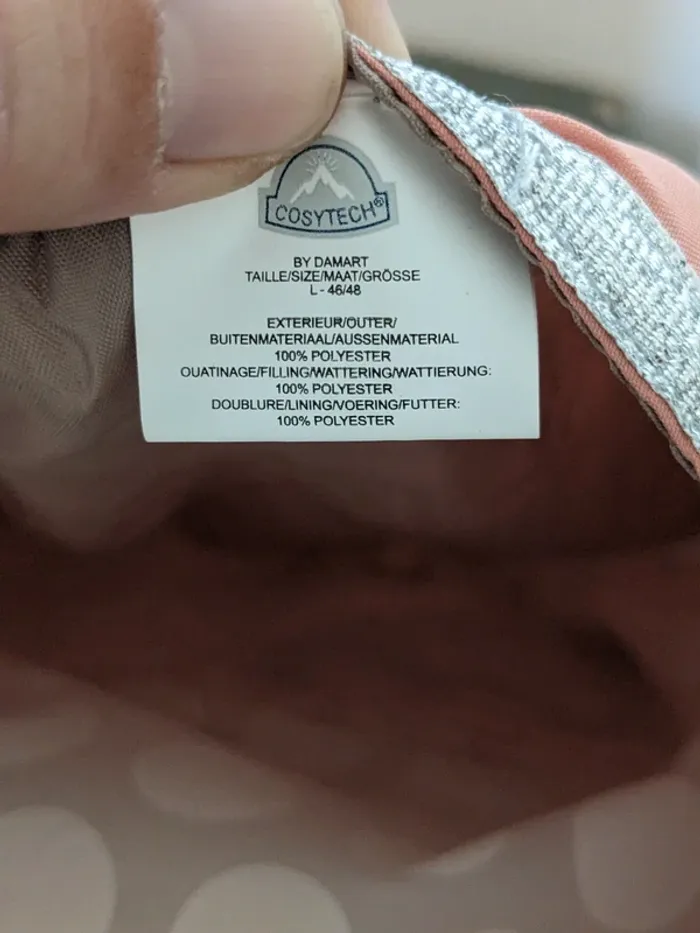 COSYTECH®
BY DAMART
TAILLE/SIZE/MAAT/GRÖSSE
L - 46/48
EXTERIEUR/OUTER/
BUITENMATERIAAL/AUSSENMATERIAL
100% POLYESTER
OUATINAGE/FILLING/WATTERING/WATTIERUNG:
100% POLYESTER
DOUBLURE/LINING/VOERING/FUTTER:
100% POLYESTER